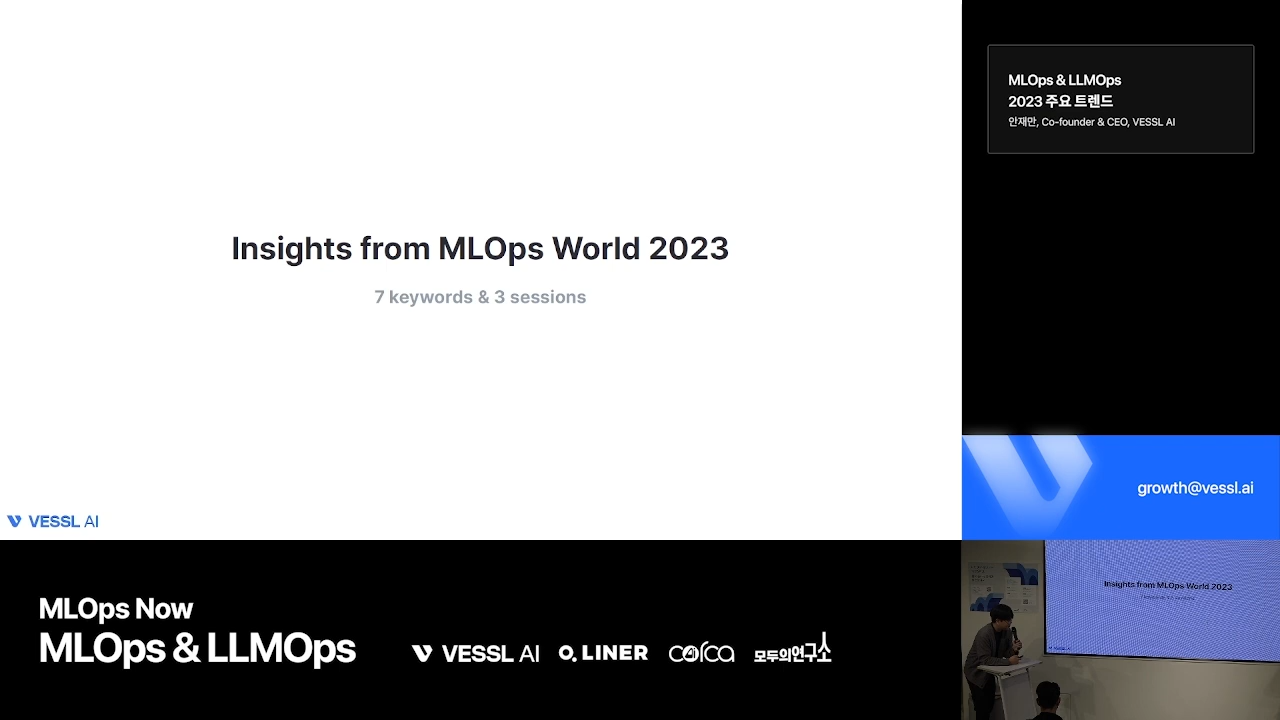 Insights from MLOps World 2023
7 keywords & 3 sessions
VESSL AI
MLOps & LLMOps
2023 주요 트렌드
안재만, Co-founder & CEO, VESSL AI
growth@vessl.ai
Insights from MLOps World 2023
MLOps Now
MLOps & LLMOps
VESSL AI
LINER
corca
모두의연구소